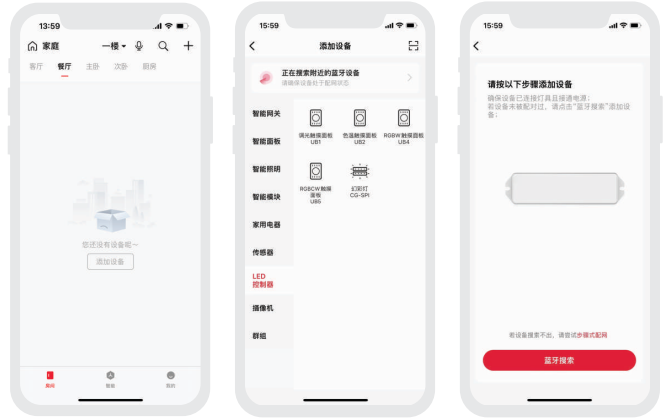 13:59
家庭
一楼
客厅 餐厅 主卧 次卧 厨房
您还没有设备呢~
添加设备
房间 智能 我的
15:59
添加设备
正在搜索附近的蓝牙设备
请确保设备处于配网状态
智能网关
智能面板
智能照明
智能模块
家用电器
传感器
LED
控制器
摄像机
群组
调光触摸面板
UB1
色温触摸面板
UB2
RGBW触摸面板
UB4
RGBCW触摸
面板
UB5
幻彩灯
CG-SPI
15:59
请按以下步骤添加设备
确保设备已连接灯具且接通电源;
若设备未被配对过,请点击"蓝牙搜索"添加设
备;
若设备搜索不出,请尝试步骤式配网
蓝牙搜索